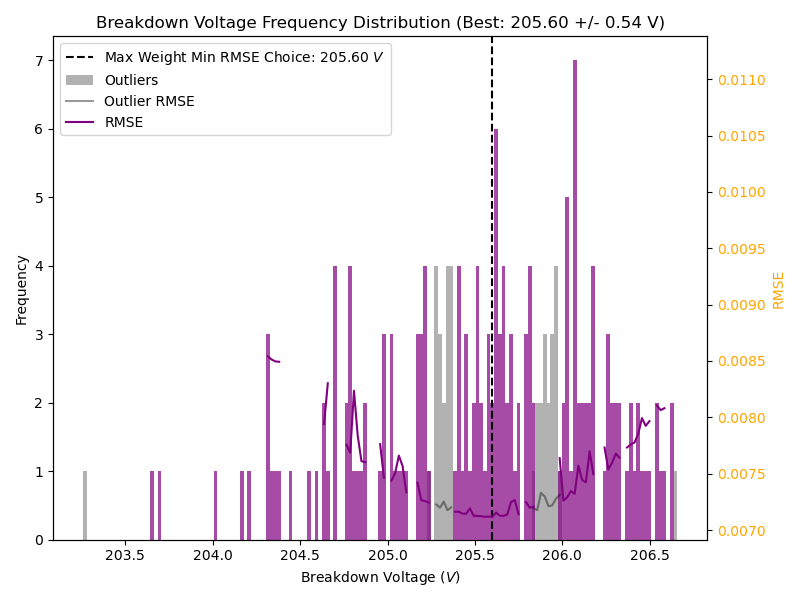 Breakdown Voltage Frequency Distribution (Best: 205.60 +/- 0.54 V)
Max Weight Min RMSE Choice: 205.60 V
Outliers
Outlier RMSE
RMSE
7
6
5
4
3
2
1
0
Frequency
0.0110
0.0105
0.0100
0.0095
0.0090
0.0085
0.0080
0.0075
0.0070
RMSE
203.5 204.0 204.5 205.0 205.5 206.0 206.5
Breakdown Voltage (V)